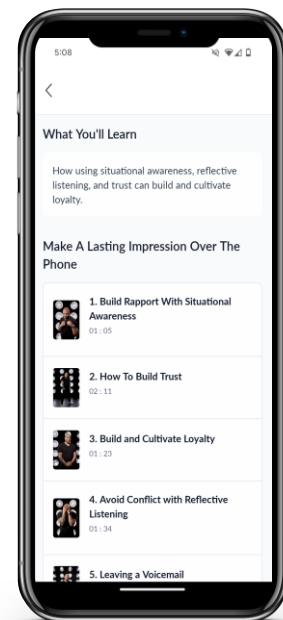 5:08
What You'll Learn
How using situational awareness, reflective
listening, and trust can build and cultivate
loyalty.
Make A Lasting Impression Over The
Phone
1. Build Rapport With Situational
Awareness
01 : 05
2. How To Build Trust
02 : 11
3. Build and Cultivate Loyalty
01 : 23
4. Avoid Conflict with Reflective
Listening
01 : 34
5. Leaving a Voicemail